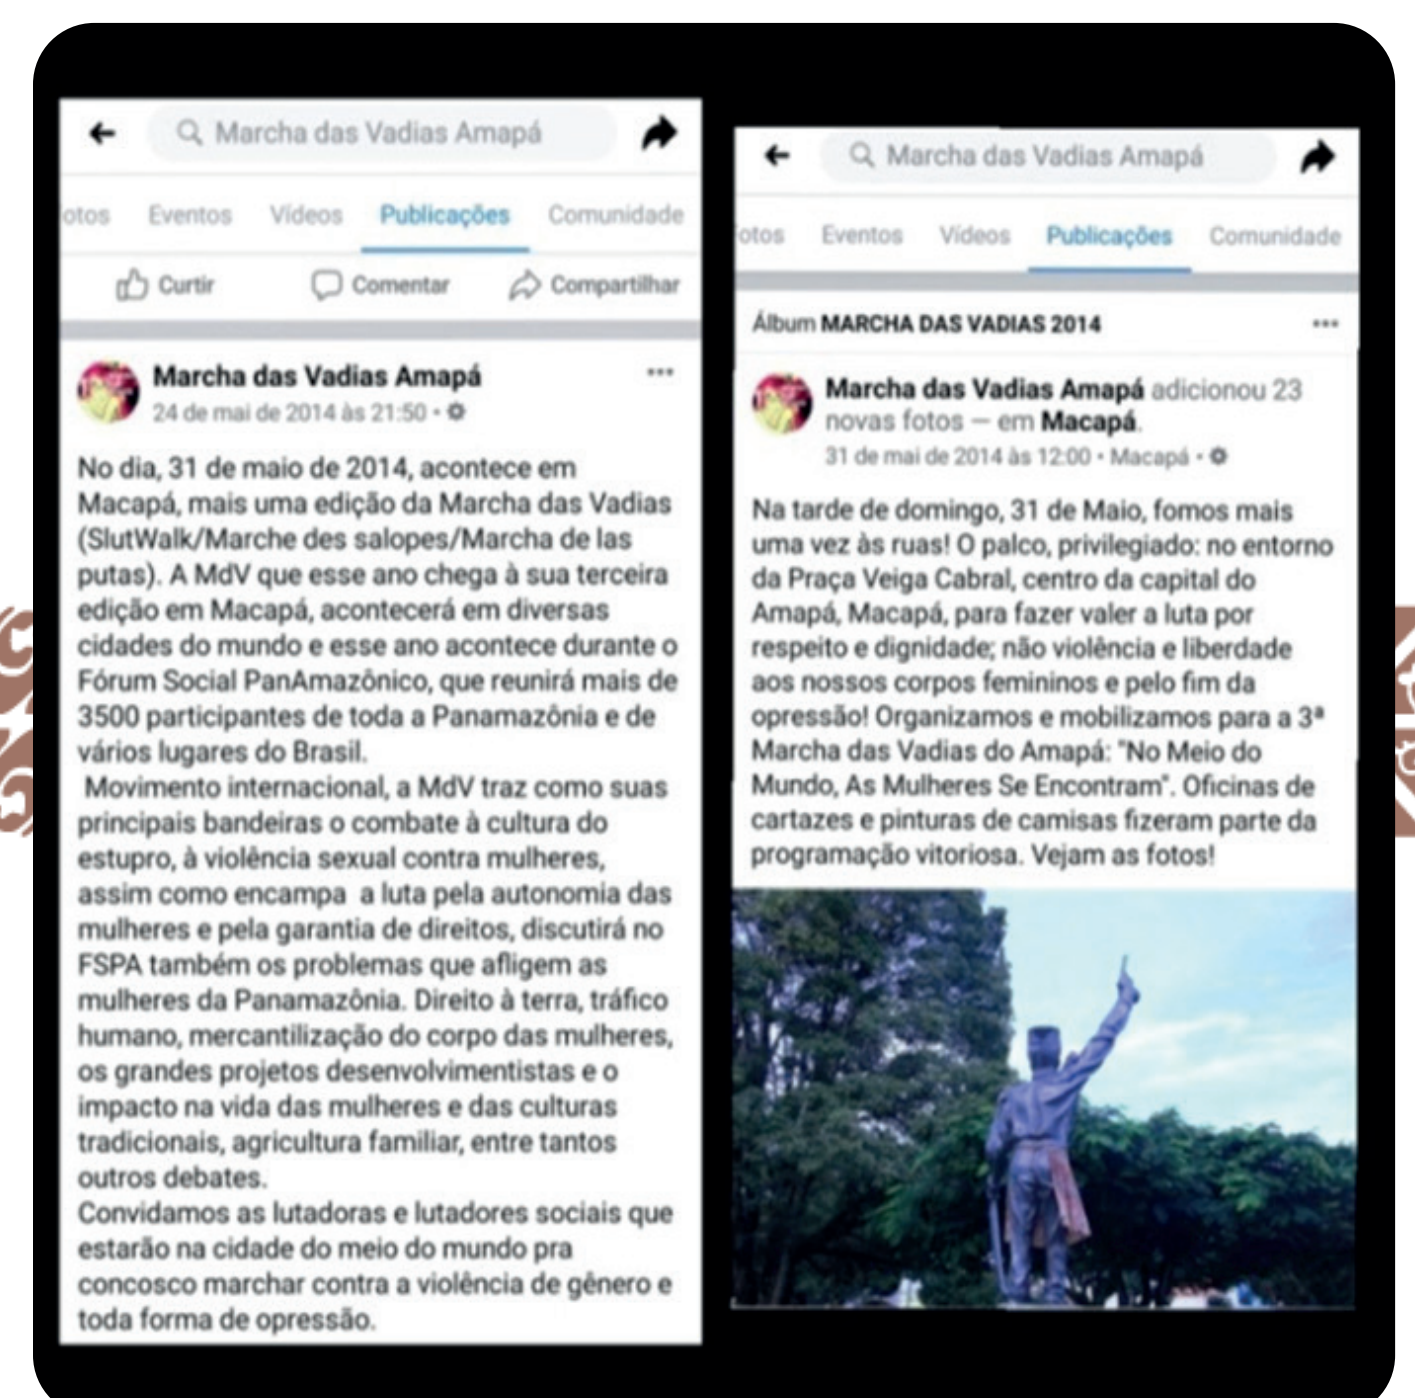 Marcha das Vadias Amapá
otos Eventos Vídeos Publicações Comunidade
Curtir Comentar Compartilhar
Marcha das Vadias Amapá
24 de mai de 2014 às 21:50 •
No dia, 31 de maio de 2014, acontece em
Macapá, mais uma edição da Marcha das Vadias
(SlutWalk/Marche des salopes/Marcha de las
putas). A MdV que esse ano chega à sua terceira
edição em Macapá, acontecerá em diversas
cidades do mundo e esse ano acontece durante o
Fórum Social PanAmazônico, que reunirá mais de
3500 participantes de toda a Panamazônia e de
vários lugares do Brasil.
Movimento internacional, a MdV traz como suas
principais bandeiras o combate à cultura do
estupro, à violência sexual contra mulheres,
assim como encampa a luta pela autonomia das
mulheres e pela garantia de direitos, discutirá no
FSPA também os problemas que afligem as
mulheres da Panamazônia. Direito à terra, tráfico
humano, mercantilização do corpo das mulheres,
os grandes projetos desenvolvimentistas e o
impacto na vida das mulheres e das culturas
tradicionais, agricultura familiar, entre tantos
outros debates.
Convidamos as lutadoras e lutadores sociais que
estarão na cidade do meio do mundo pra
concosco marchar contra a violência de gênero e
toda forma de opressão.
Marcha das Vadias Amapá
otos Eventos Vídeos Publicações Comunidade
Álbum MARCHA DAS VADIAS 2014
Marcha das Vadias Amapá adicionou 23
novas fotos — em Macapá.
31 de mai de 2014 às 12:00 • Macapá •
Na tarde de domingo, 31 de Maio, fomos mais
uma vez às ruas! O palco, privilegiado: no entorno
da Praça Veiga Cabral, centro da capital do
Amapá, Macapá, para fazer valer a luta por
respeito e dignidade; não violência e liberdade
aos nossos corpos femininos e pelo fim da
opressão! Organizamos e mobilizamos para a 3ª
Marcha das Vadias do Amapá: "No Meio do
Mundo, As Mulheres Se Encontram". Oficinas de
cartazes e pinturas de camisas fizeram parte da
programação vitoriosa. Vejam as fotos!